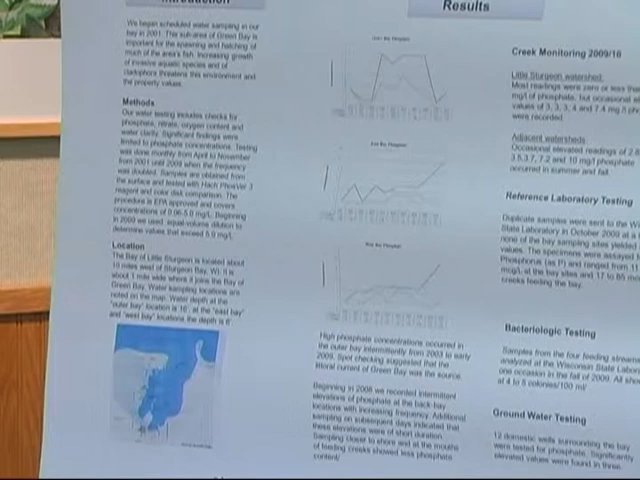 Introduction
We began scheduled water sampling in our
bay in 2001. This sub-area of Green Bay is
important for the spawning and hatching of
much of the area's fish. Increasing growth
of invasive aquatic species and of
cladophora threatens this environment and
the property values.
Methods
Our water testing includes checks for
phosphate, nitrate, oxygen content and
water clarity. Significant findings were
limited to phosphate concentrations. Testing
was done monthly from April to November
from 2001 until 2009 when the frequency
was doubled. Samples are obtained from
the surface and tested with Hach PhosVer 3
reagent and color disk comparison. The
procedure is EPA approved and covers
concentrations of 0.06-5.0 mg/L. Beginning
in 2009 we used equal-volume dilution to
determine values that exceed 5.0 mg/L.
Location
The Bay of Little Sturgeon is located about
10 miles west of Sturgeon Bay, WI. It is
about 1 mile wide where it joins the Bay of
Green Bay. Water sampling locations are
noted on the map. Water depth at the
"outer bay" location is 16', at the "east bay"
and "west bay" locations the depth is 8'
Results
High phosphate concentrations occurred in
the outer bay intermittently from 2003 to early
2009. Spot checking suggested that the
littoral current of Green Bay was the source.
Beginning in 2008 we recorded intermittent
elevations of phosphate at the back-bay
locations with increasing frequency. Additional
sampling on subsequent days indicated that
these elevations were of short duration.
Sampling closer to shore and at the mouths
of feeding creeks showed less phosphate
content/
Creek Monitoring 2009/10
Little Sturgeon watershed:
Most readings were zero or less than
mg/l of phosphate, but occasional
values of 3, 3, 3, 4 and 7.4 mg/l
were recorded.
Adjacent watersheds
Occasional elevated readings of 2.8
3.5,3.7, 7.2 and 10 mg/l phosphate
occurred in summer and fall.
Reference Laboratory Testing
Duplicate samples were sent to the
State Laboratory in October 2009
none of the bay sampling sites yielded
values. The specimens were assayed
Phosphorus (as P) and ranged from 11
mcg/L at the bay sites and 17 to 85
creeks feeding the bay.
Bacteriologic Testing
Samples from the four feeding streams
analyzed at the Wisconsin State
one occasion in the fall of 2009. All
at 4 to 5 colonies/100 ml/
Ground Water Testing
12 domestic wells surrounding the bay
were tested for phosphate. Significantly
elevated values were found in three.